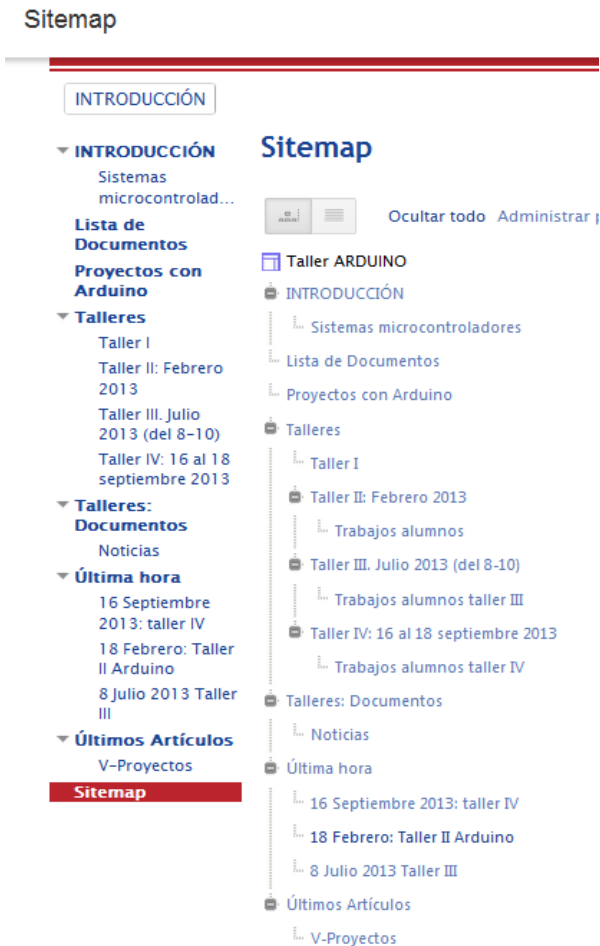 Sitemap
INTRODUCCIÓN
INTRODUCCIÓN
Sistemas
microcontrolad...
Lista de
Documentos
Proyectos con
Arduino
Talleres
Taller I
Taller II: Febrero
2013
Taller III. Julio
2013 (del 8–10)
Taller IV: 16 al 18
septiembre 2013
Talleres:
Documentos
Noticias
Última hora
16 Septiembre
2013: taller IV
18 Febrero: Taller
II Arduino
8 Julio 2013 Taller
III
Últimos Artículos
V–Proyectos
Sitemap
Sitemap
Ocultar todo Administrar
Taller ARDUINO
INTRODUCCIÓN
Sistemas microcontroladores
Lista de Documentos
Proyectos con Arduino
Talleres
Taller I
Taller II: Febrero 2013
Trabajos alumnos
Taller III. Julio 2013 (del 8-10)
Trabajos alumnos taller III
Taller IV: 16 al 18 septiembre 2013
Trabajos alumnos taller IV
Talleres: Documentos
Noticias
Última hora
16 Septiembre 2013: taller IV
18 Febrero: Taller II Arduino
8 Julio 2013 Taller III
Últimos Artículos
V-Proyectos